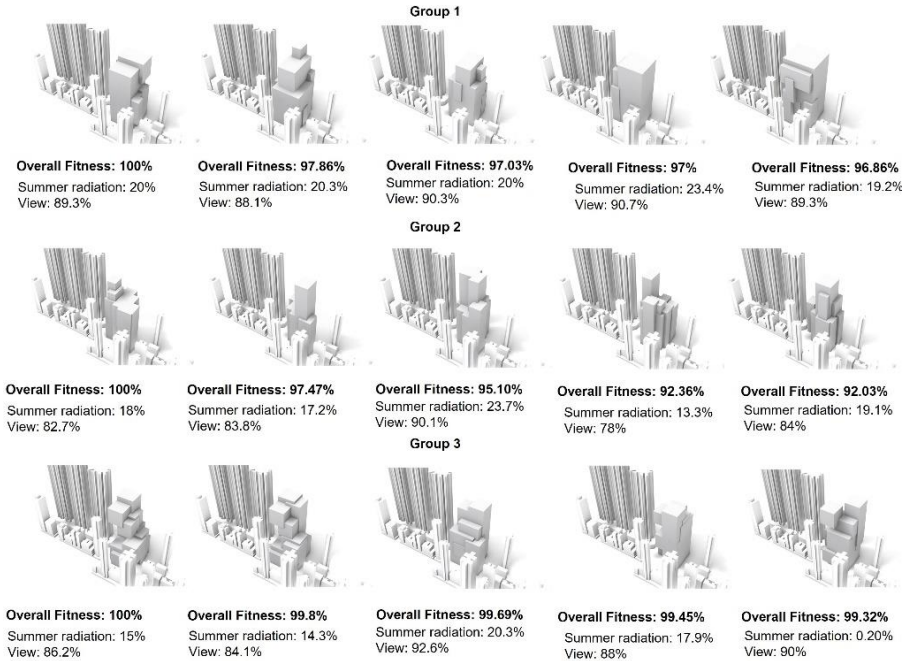 Group 1
Overall Fitness: 100%
Summer radiation: 20%
View: 89.3%
Overall Fitness: 97.86%
Summer radiation: 20.3%
View: 88.1%
Overall Fitness: 97.03%
Summer radiation: 20%
View: 90.3%
Overall Fitness: 97%
Summer radiation: 23.4%
View: 90.7%
Overall Fitness: 96.86%
Summer radiation: 19.2%
View: 89.3%
Group 2
Overall Fitness: 100%
Summer radiation: 18%
View: 82.7%
Overall Fitness: 97.47%
Summer radiation: 17.2%
View: 83.8%
Overall Fitness: 95.10%
Summer radiation: 23.7%
View: 90.1%
Overall Fitness: 92.36%
Summer radiation: 13.3%
View: 78%
Overall Fitness: 92.03%
Summer radiation: 19.1%
View: 84%
Group 3
Overall Fitness: 100%
Summer radiation: 15%
View: 86.2%
Overall Fitness: 99.8%
Summer radiation: 14.3%
View: 84.1%
Overall Fitness: 99.69%
Summer radiation: 20.3%
View: 92.6%
Overall Fitness: 99.45%
Summer radiation: 17.9%
View: 88%
Overall Fitness: 99.32%
Summer radiation: 0.20%
View: 90%